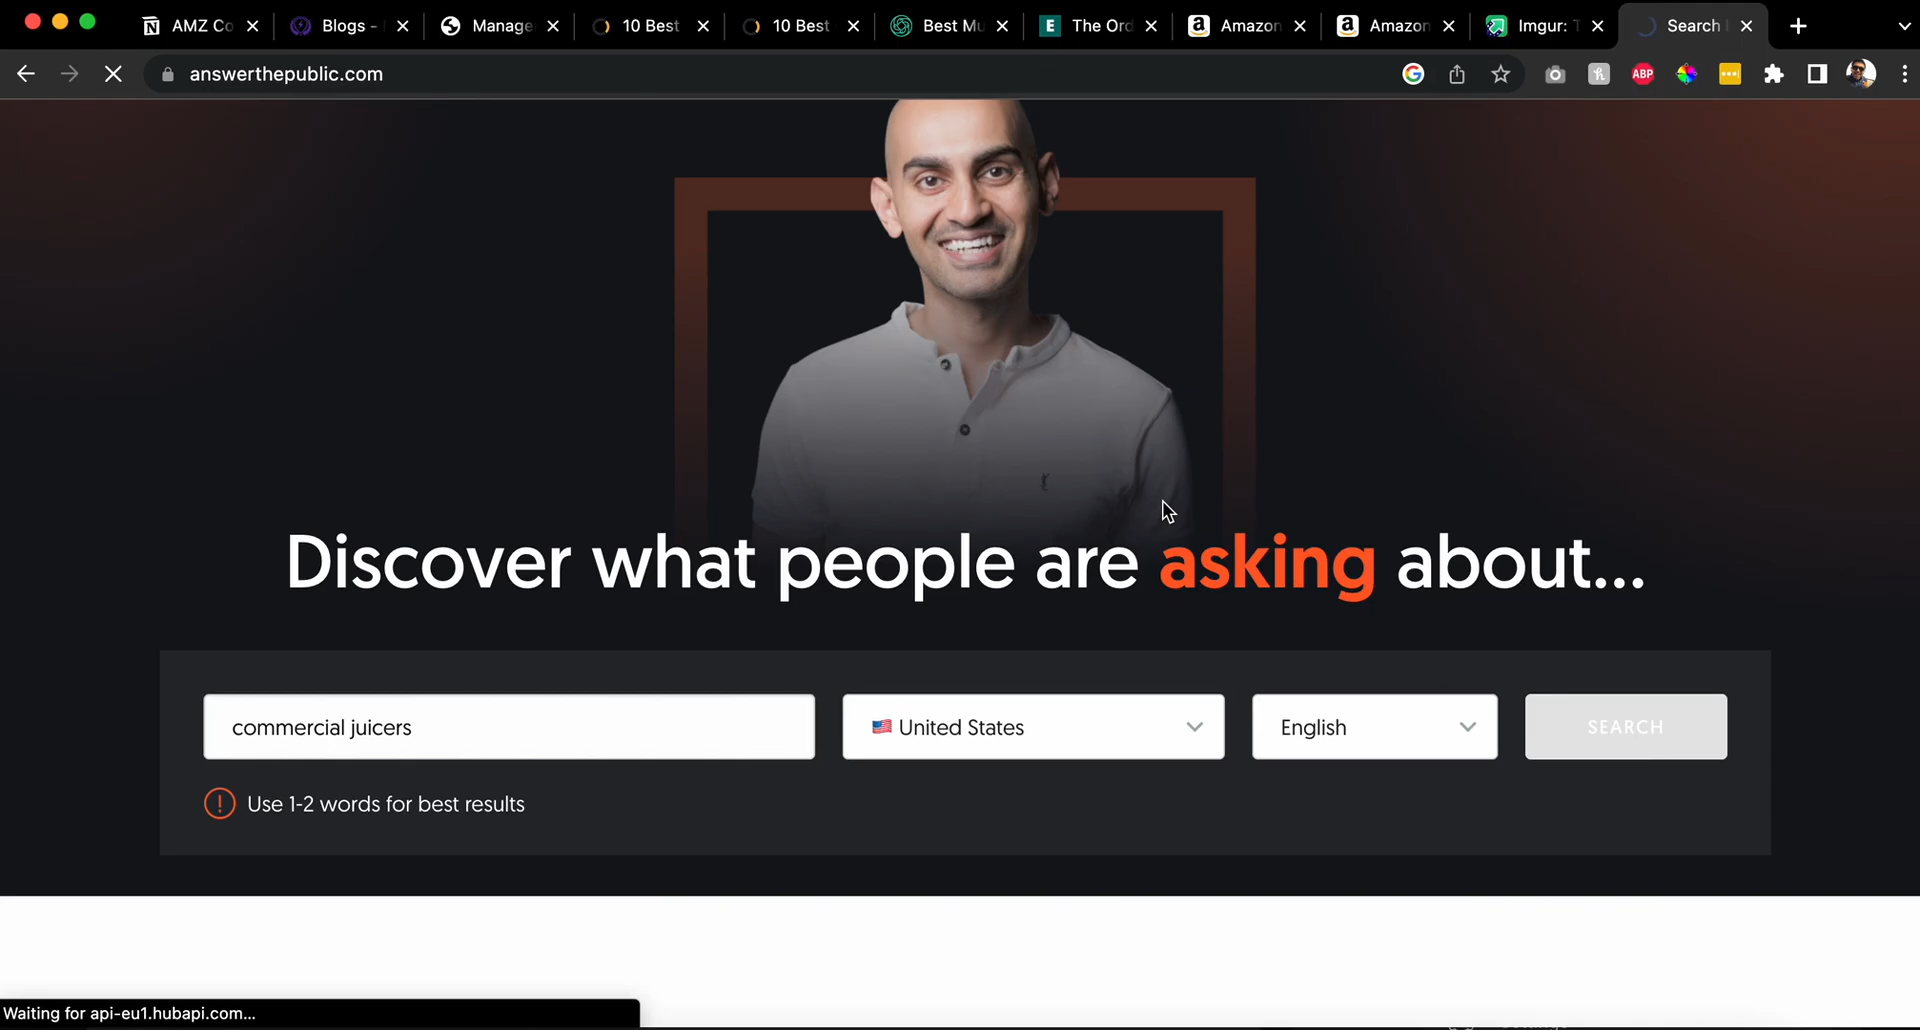 AMZ Co
Blogs -
Manage
10 Best
10 Best
Best Mu
The Ord
Amazon
Amazon
Imgur: T
Search
answerthepublic.com
ABP
Discover what people are asking about...
commercial juicers
United States
English
SEARCH
Use 1-2 words for best results
Waiting for api-eu1.hubapi.com...